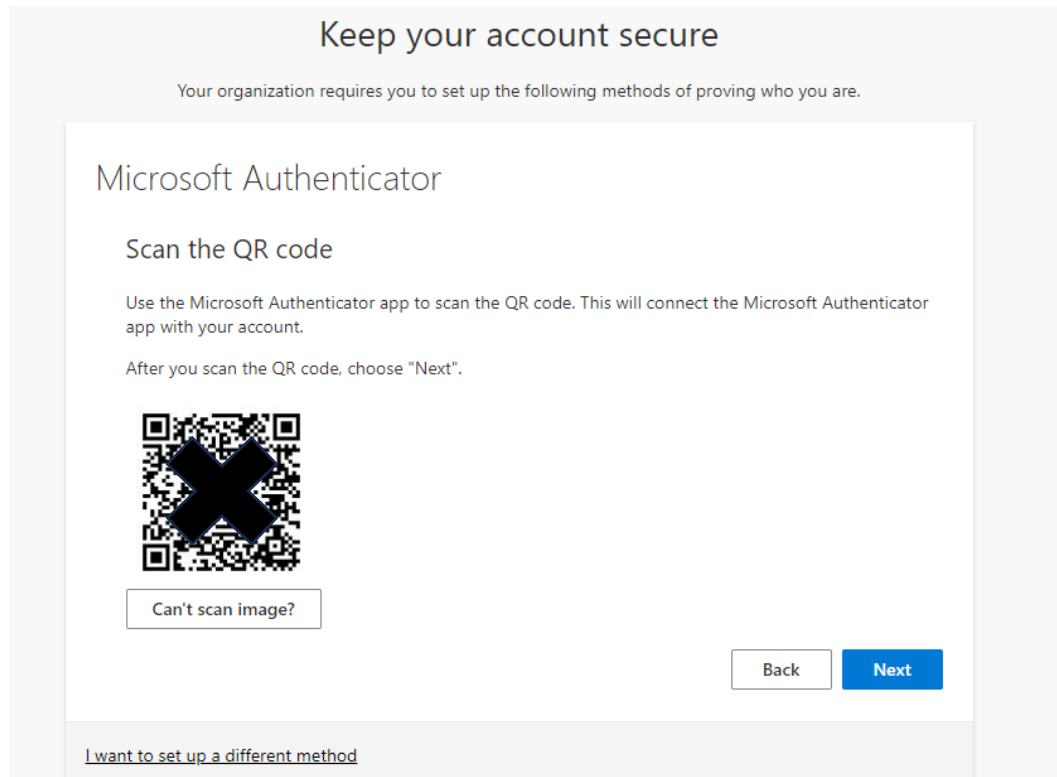 Keep your account secure
Your organization requires you to set up the following methods of proving who you are.
Microsoft Authenticator
Scan the QR code
Use the Microsoft Authenticator app to scan the QR code. This will connect the Microsoft Authenticator
app with your account.
After you scan the QR code, choose "Next".
Can't scan image?
Back Next
I want to set up a different method